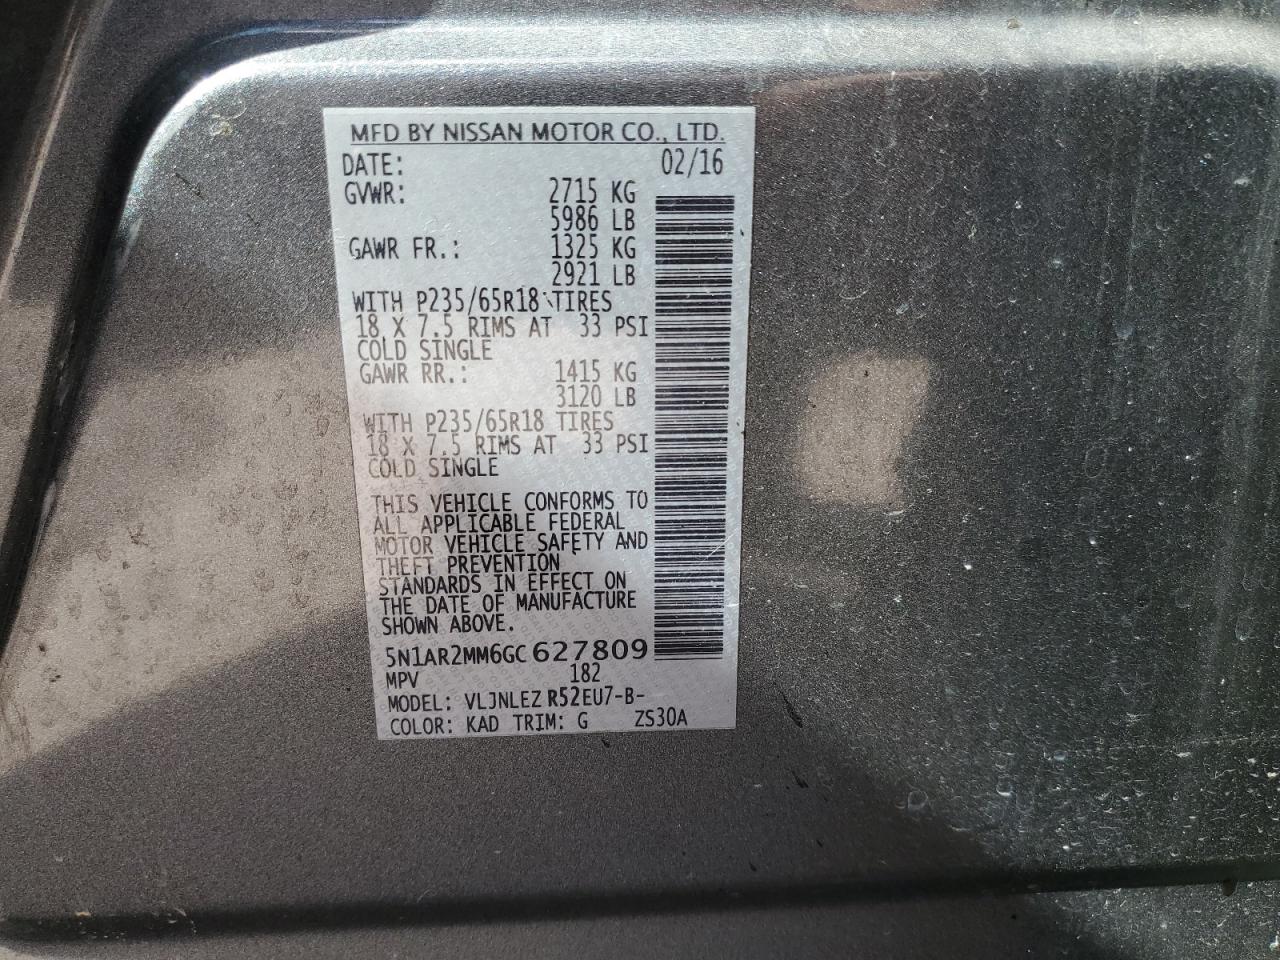 MFD BY NISSAN MOTOR CO., LTD.
DATE: 02/16
GVWR: 2715 KG
5986 LB
GAWR FR.: 1325 KG
2921 LB
WITH P235/65R18 TIRES
18 X 7.5 RIMS AT 33 PSI
COLD SINGLE
GAWR RR.: 1415 KG
3120 LB
WITH P235/65R18 TIRES
18 X 7.5 RIMS AT 33 PSI
COLD SINGLE
THIS VEHICLE CONFORMS TO
ALL APPLICABLE FEDERAL
MOTOR VEHICLE SAFETY AND
THEFT PREVENTION
STANDARDS IN EFFECT ON
THE DATE OF MANUFACTURE
SHOWN ABOVE.
5N1AR2MM6GC627809
MPV 182
MODEL: VLJNLEZ R52EU7-B-
COLOR: KAD TRIM: G ZS30A